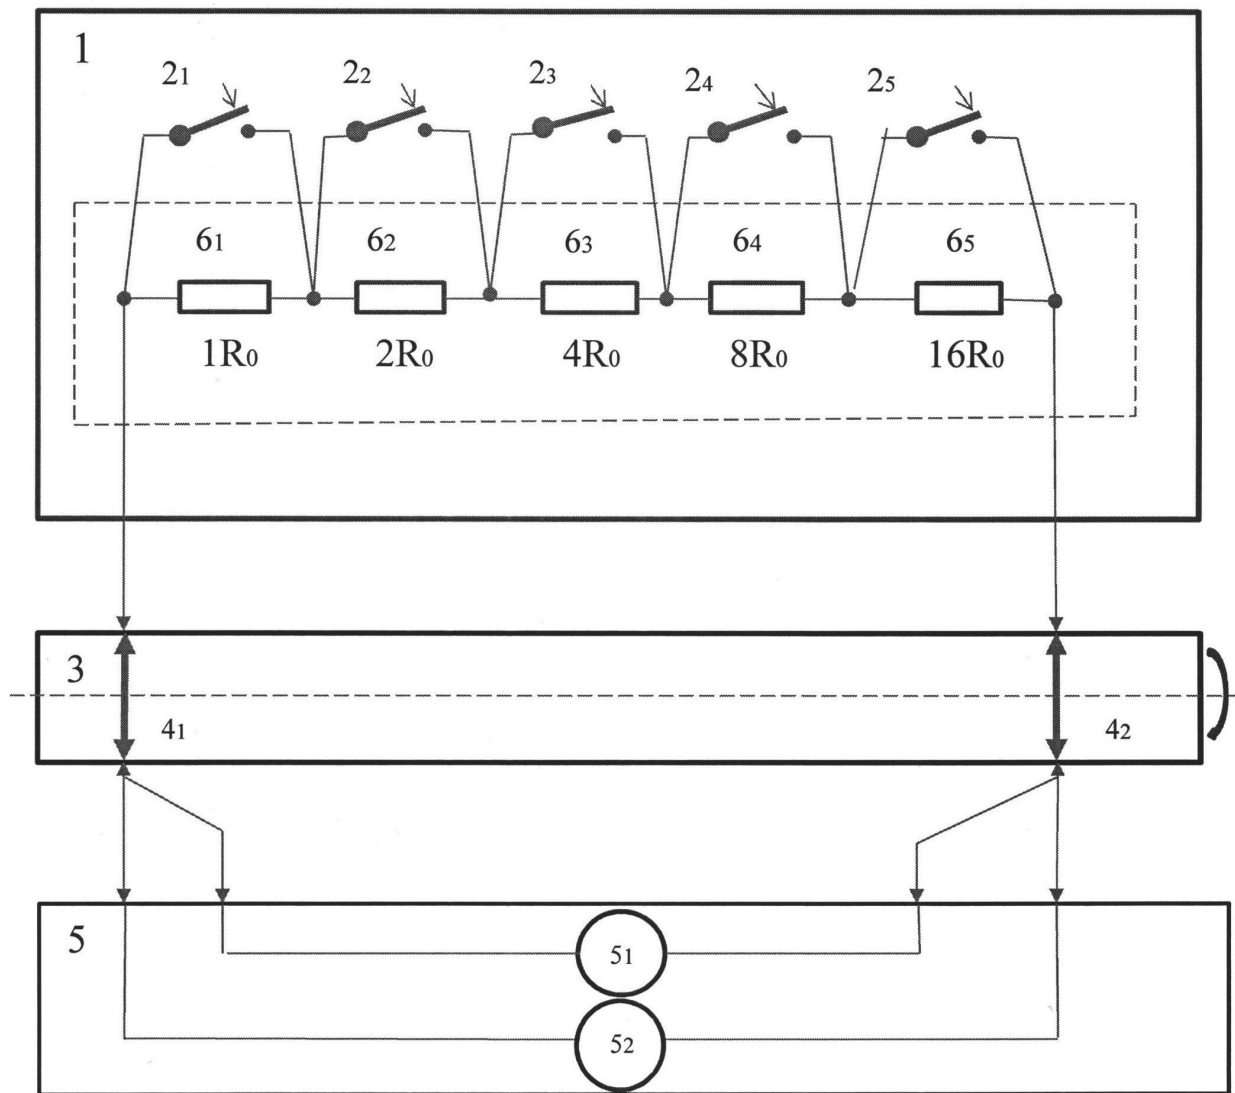 1
2₁ 2₂ 2₃ 2₄ 2₅
6₁ 6₂ 6₃ 6₄ 6₅
1R₀ 2R₀ 4R₀ 8R₀ 16R₀
3
4₁ 4₂
5
5₁
5₂